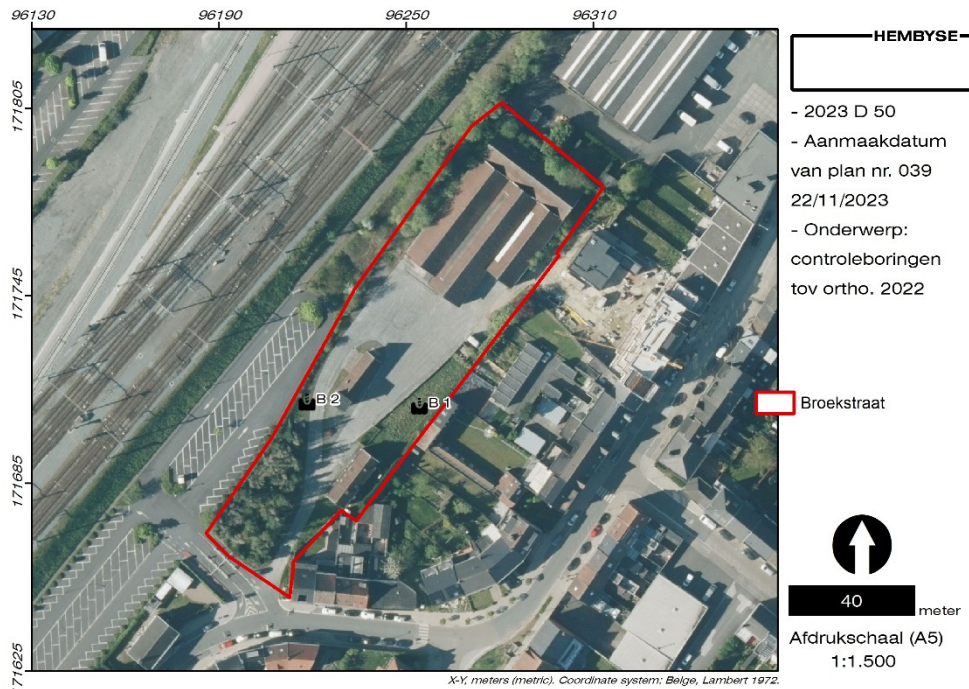 96130 96190 96250 96310
HEMBYSE
171805
171745
171685
171625
- 2023 D 50
- Aanmaakdatum
van plan nr. 039
22/11/2023
- Onderwerp:
controleboringen
tov ortho. 2022
B 2
B 1
Broekstraat
40 meter
Afdrukschaal (A5)
1:1.500
X-Y, meters (metric). Coordinate system: Belge, Lambert 1972.